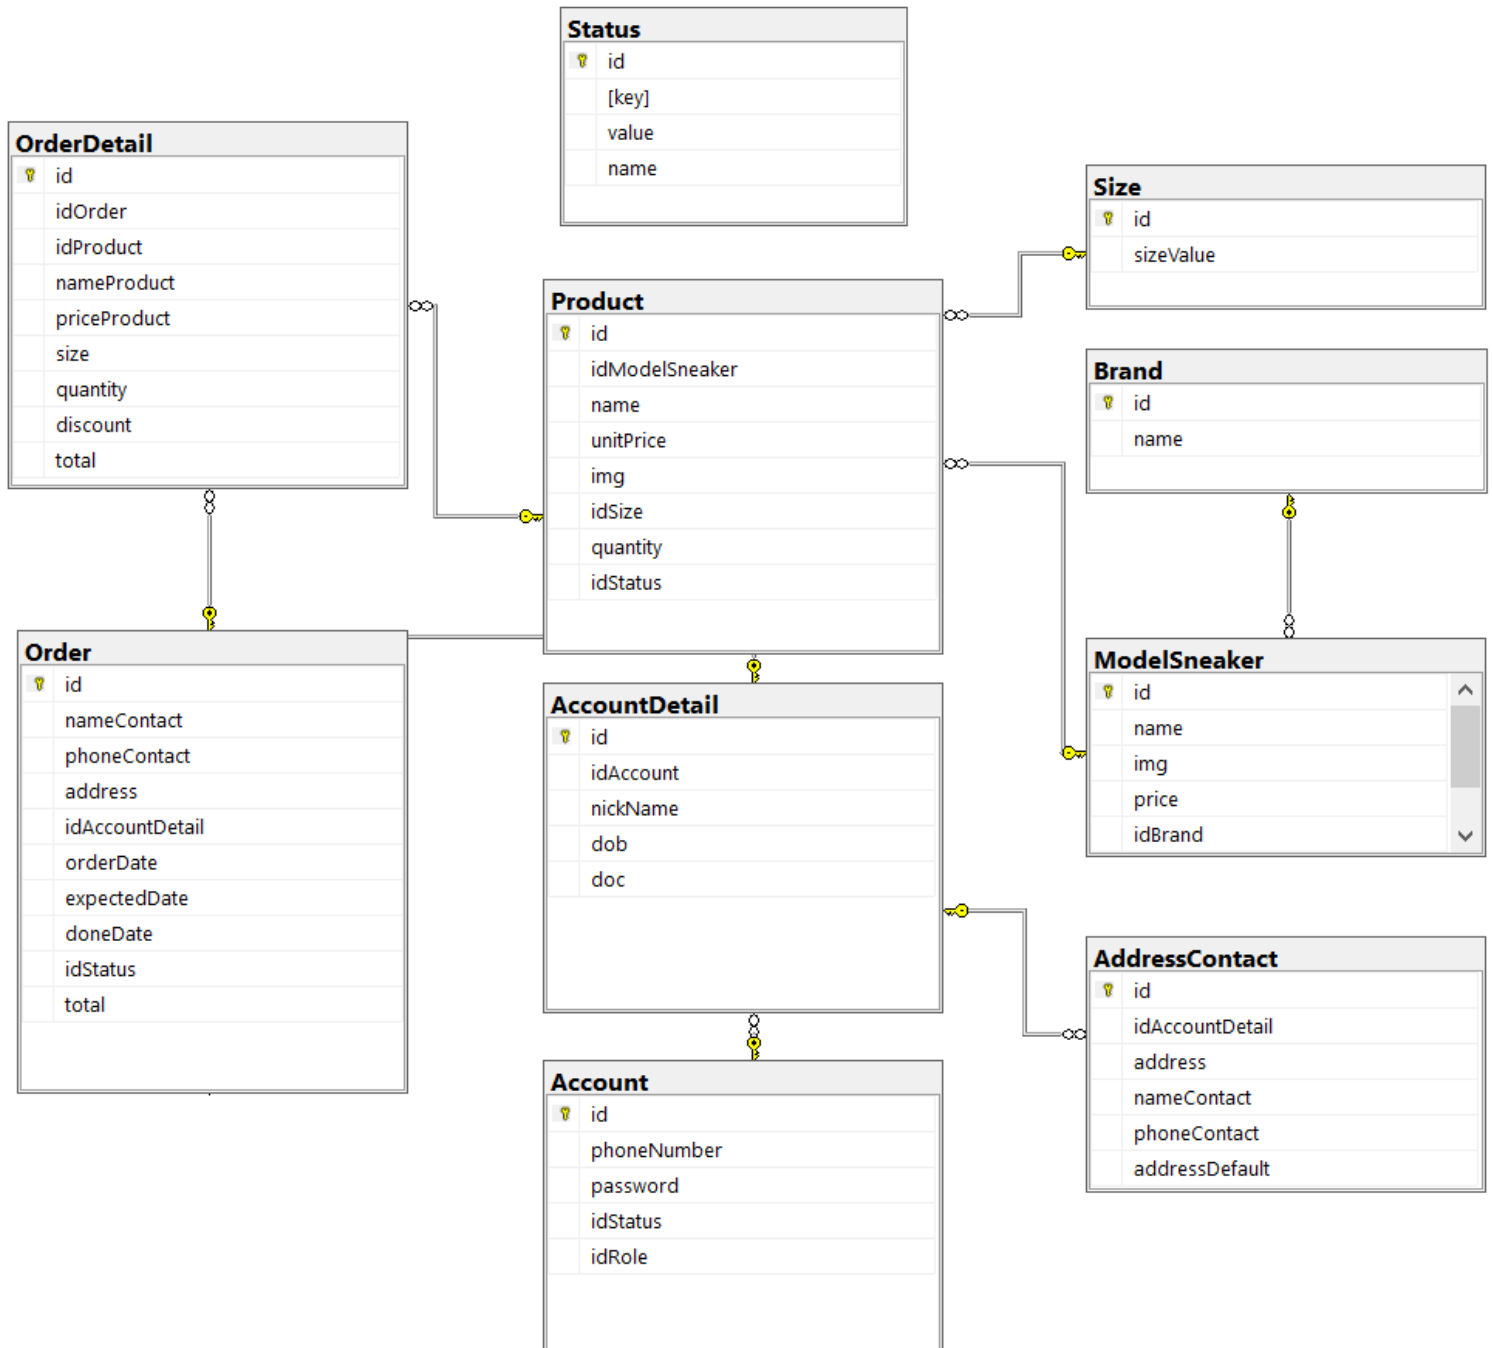 Status
id
[key]
value
name
OrderDetail
id
idOrder
idProduct
nameProduct
priceProduct
size
quantity
discount
total
Size
id
sizeValue
Product
id
idModelSneaker
name
unitPrice
img
idSize
quantity
idStatus
Brand
id
name
Order
id
nameContact
phoneContact
address
idAccountDetail
orderDate
expectedDate
doneDate
idStatus
total
AccountDetail
id
idAccount
nickName
dob
doc
ModelSneaker
id
name
img
price
idBrand
AddressContact
id
idAccountDetail
address
nameContact
phoneContact
addressDefault
Account
id
phoneNumber
password
idStatus
idRole